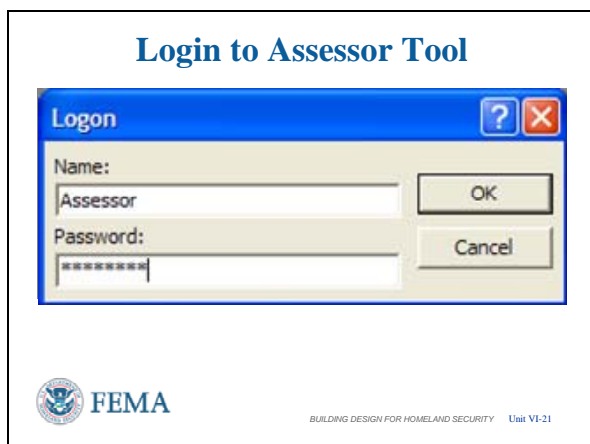 Login to Assessor Tool
Logon
Name:
Assessor
OK
Password:
********
Cancel
FEMA
BUILDING DESIGN FOR HOMELAND SECURITY Unit VI-21